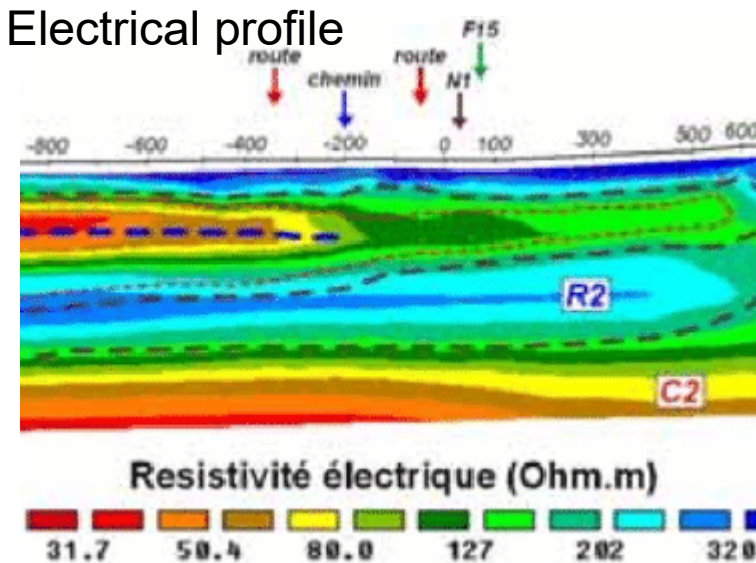 Electrical profile
F15
route
route
chemin
N1
-800 -600 -400 -200 0 100 300 500 600
R2
C2
Resistivité électrique (Ohm.m)
31.7 50.4 80.0 127 202 320